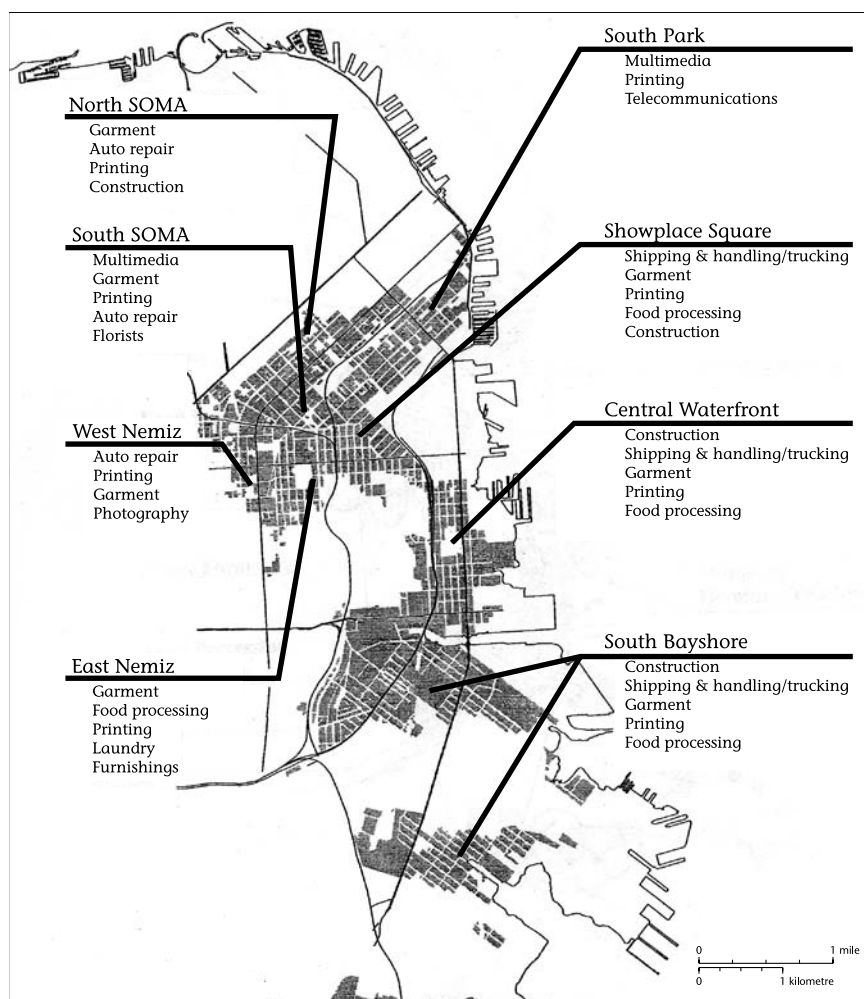 South Park
Multimedia
Printing
Telecommunications
North SOMA
Garment
Auto repair
Printing
Construction
South SOMA
Multimedia
Garment
Printing
Auto repair
Florists
Showplace Square
Shipping & handling/trucking
Garment
Printing
Food processing
Construction
West Nemiz
Auto repair
Printing
Garment
Photography
Central Waterfront
Construction
Shipping & handling/trucking
Garment
Printing
Food processing
East Nemiz
Garment
Food processing
Printing
Laundry
Furnishings
South Bayshore
Construction
Shipping & handling/trucking
Garment
Printing
Food processing
0 1 mile
0 1 kilometre